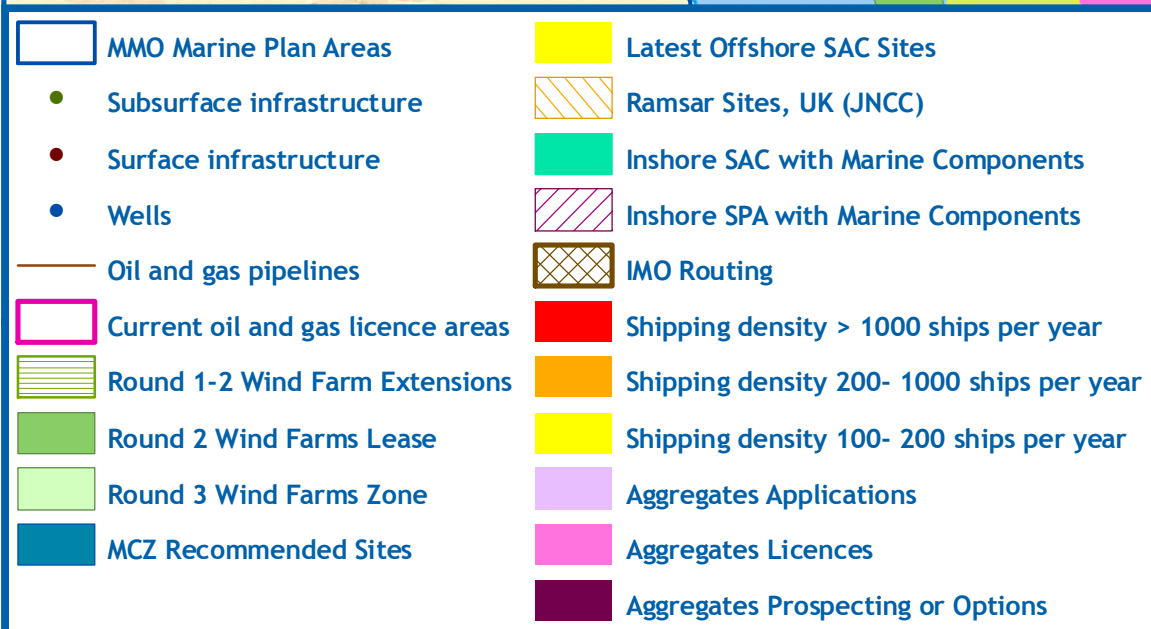 MMO Marine Plan Areas
Subsurface infrastructure
Surface infrastructure
Wells
Oil and gas pipelines
Current oil and gas licence areas
Round 1-2 Wind Farm Extensions
Round 2 Wind Farms Lease
Round 3 Wind Farms Zone
MCZ Recommended Sites
Latest Offshore SAC Sites
Ramsar Sites, UK (JNCC)
Inshore SAC with Marine Components
Inshore SPA with Marine Components
IMO Routing
Shipping density > 1000 ships per year
Shipping density 200- 1000 ships per year
Shipping density 100- 200 ships per year
Aggregates Applications
Aggregates Licences
Aggregates Prospecting or Options